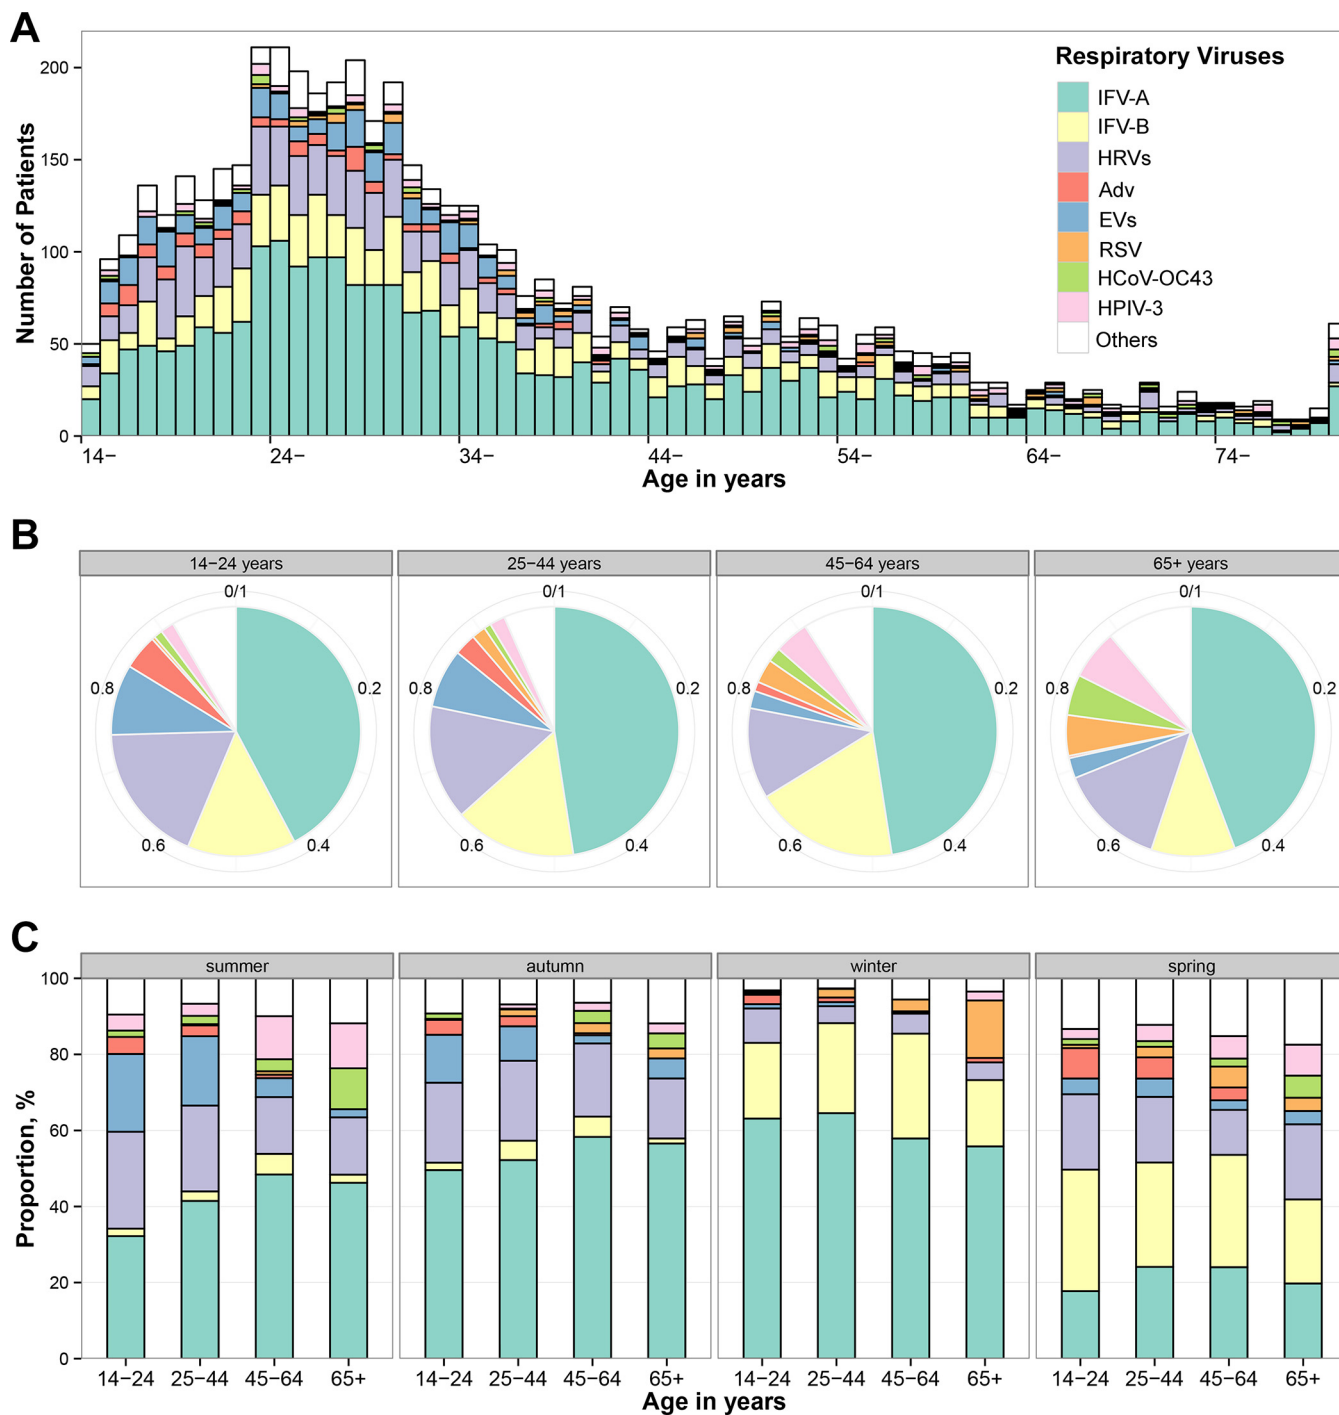 A
Number of Patients
200
150
100
50
0
14−
24−
34−
44−
54−
64−
74−
Age in years
Respiratory Viruses
IFV-A
IFV-B
HRVs
Adv
EVs
RSV
HCoV-OC43
HPIV-3
Others
B
14−24 years
25−44 years
45−64 years
65+ years
0/1
0.2
0.4
0.6
0.8
0/1
0.2
0.4
0.6
0.8
0/1
0.2
0.4
0.6
0.8
0/1
0.2
0.4
0.6
0.8
C
summer
autumn
winter
spring
Proportion, %
100
80
60
40
20
0
14−24
25−44
45−64
65+
14−24
25−44
45−64
65+
14−24
25−44
45−64
65+
14−24
25−44
45−64
65+
Age in years